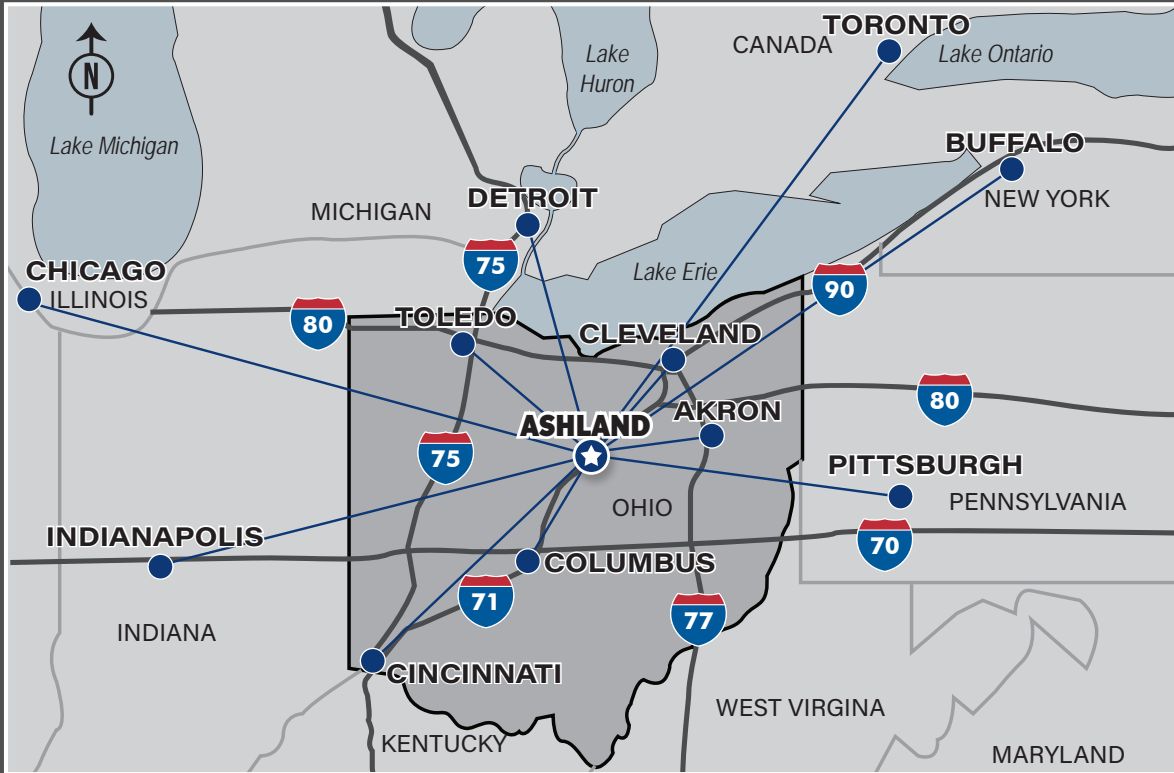 TORONTO
CANADA
Lake Ontario
Lake
Huron
N
Lake Michigan
BUFFALO
NEW YORK
DETROIT
MICHIGAN
75
Lake Erie
CHICAGO
ILLINOIS
90
80
TOLEDO
CLEVELAND
80
AKRON
ASHLAND
75
PITTSBURGH
PENNSYLVANIA
OHIO
INDIANAPOLIS
70
COLUMBUS
71
77
INDIANA
CINCINNATI
WEST VIRGINIA
KENTUCKY
MARYLAND